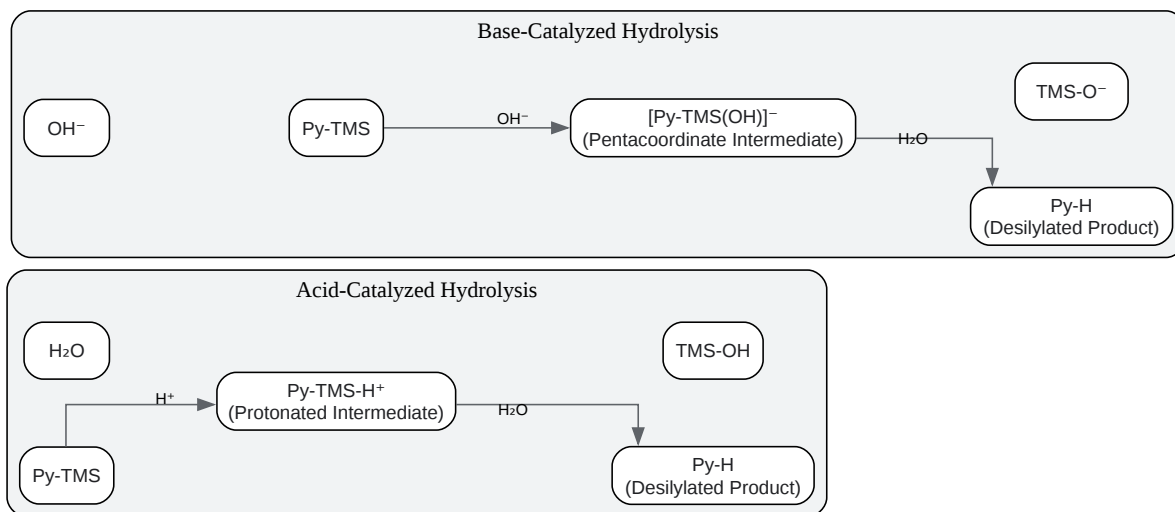 Base-Catalyzed Hydrolysis
OH⁻
Py-TMS
OH⁻
[Py-TMS(OH)]⁻
(Pentacoordinate Intermediate)
H₂O
TMS-O⁻
Py-H
(Desilylated Product)
Acid-Catalyzed Hydrolysis
H₂O
Py-TMS
H⁺
Py-TMS-H⁺
(Protonated Intermediate)
H₂O
TMS-OH
Py-H
(Desilylated Product)